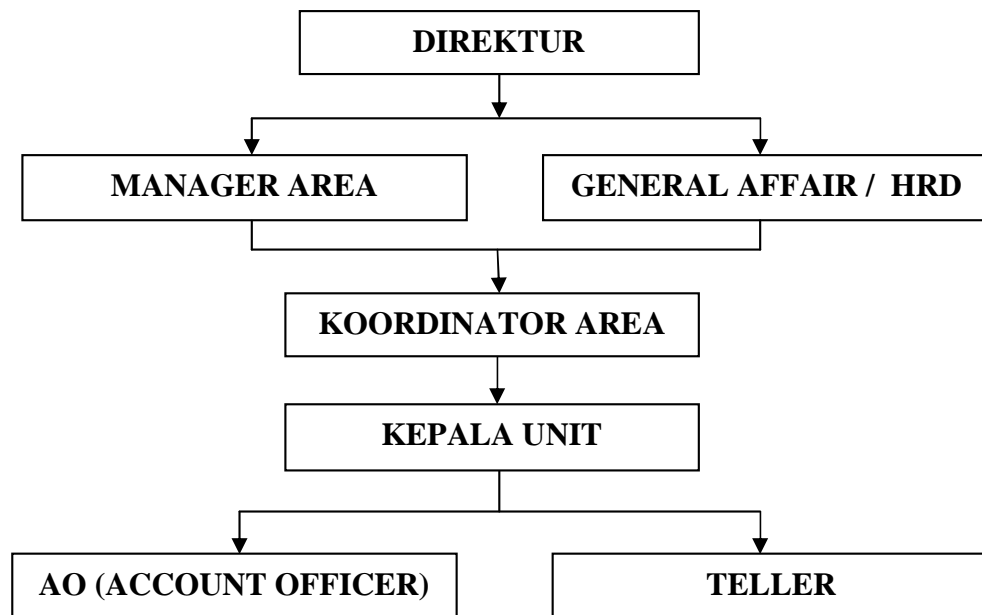 DIREKTUR
MANAGER AREA
GENERAL AFFAIR / HRD
KOORDINATOR AREA
KEPALA UNIT
AO (ACCOUNT OFFICER)
TELLER